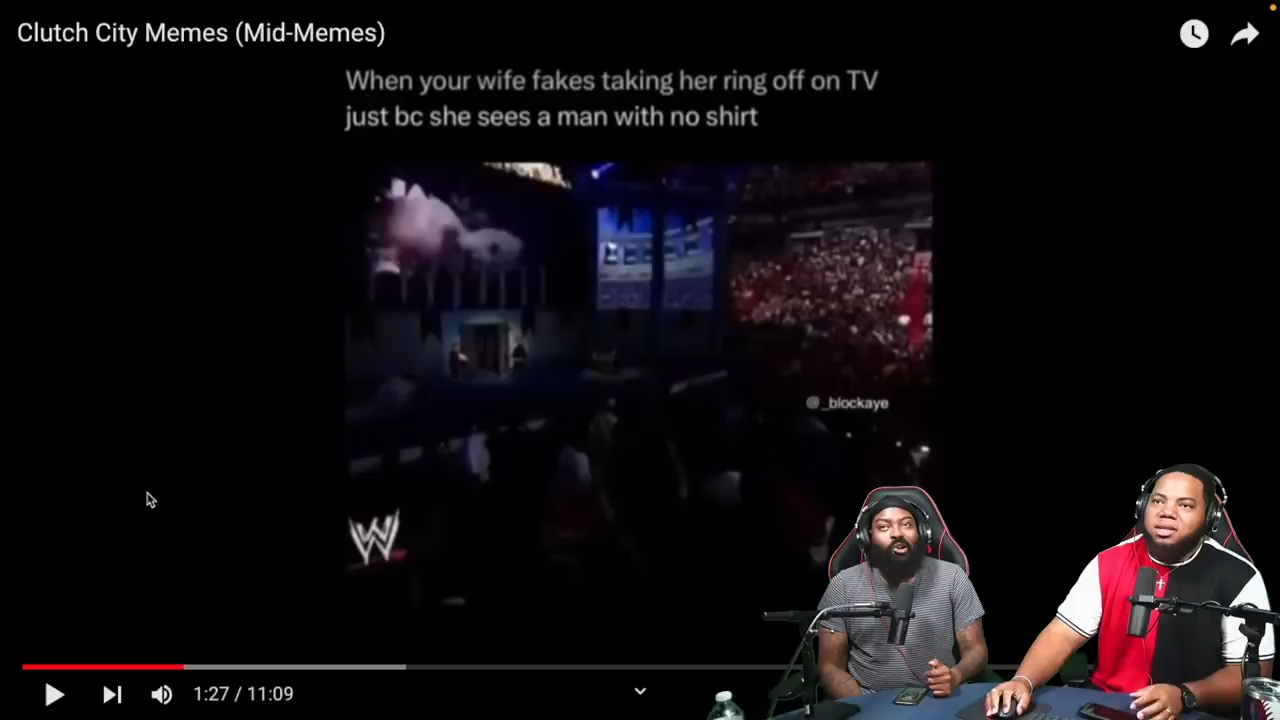 Clutch City Memes (Mid-Memes)
When your wife fakes taking her ring off on TV
just bc she sees a man with no shirt
@_blockaye
W
1:27 / 11:09